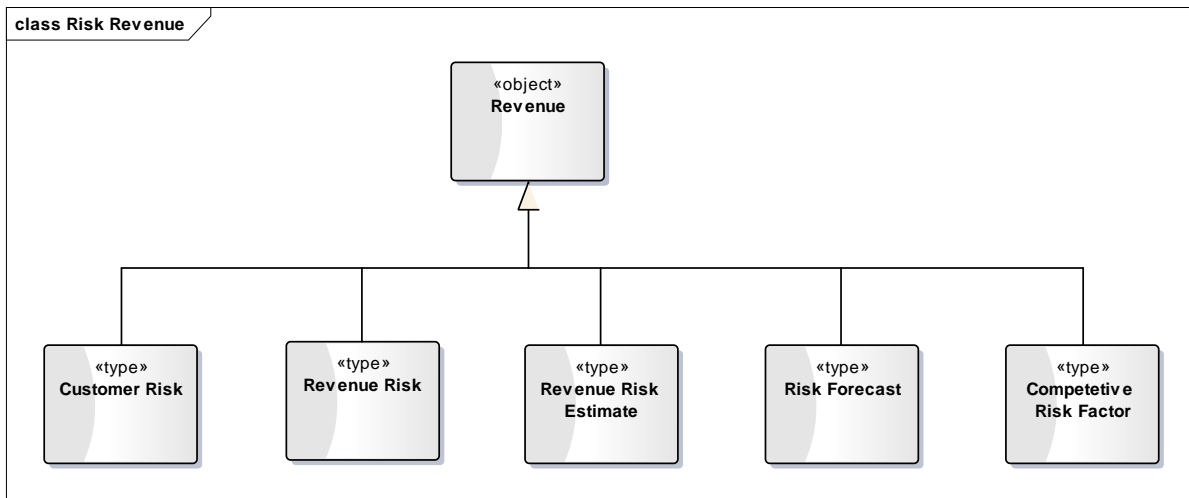 class Risk Revenue
«object»
Revenue
«type»
Customer Risk
«type»
Revenue Risk
«type»
Revenue Risk
Estimate
«type»
Risk Forecast
«type»
Competetive
Risk Factor